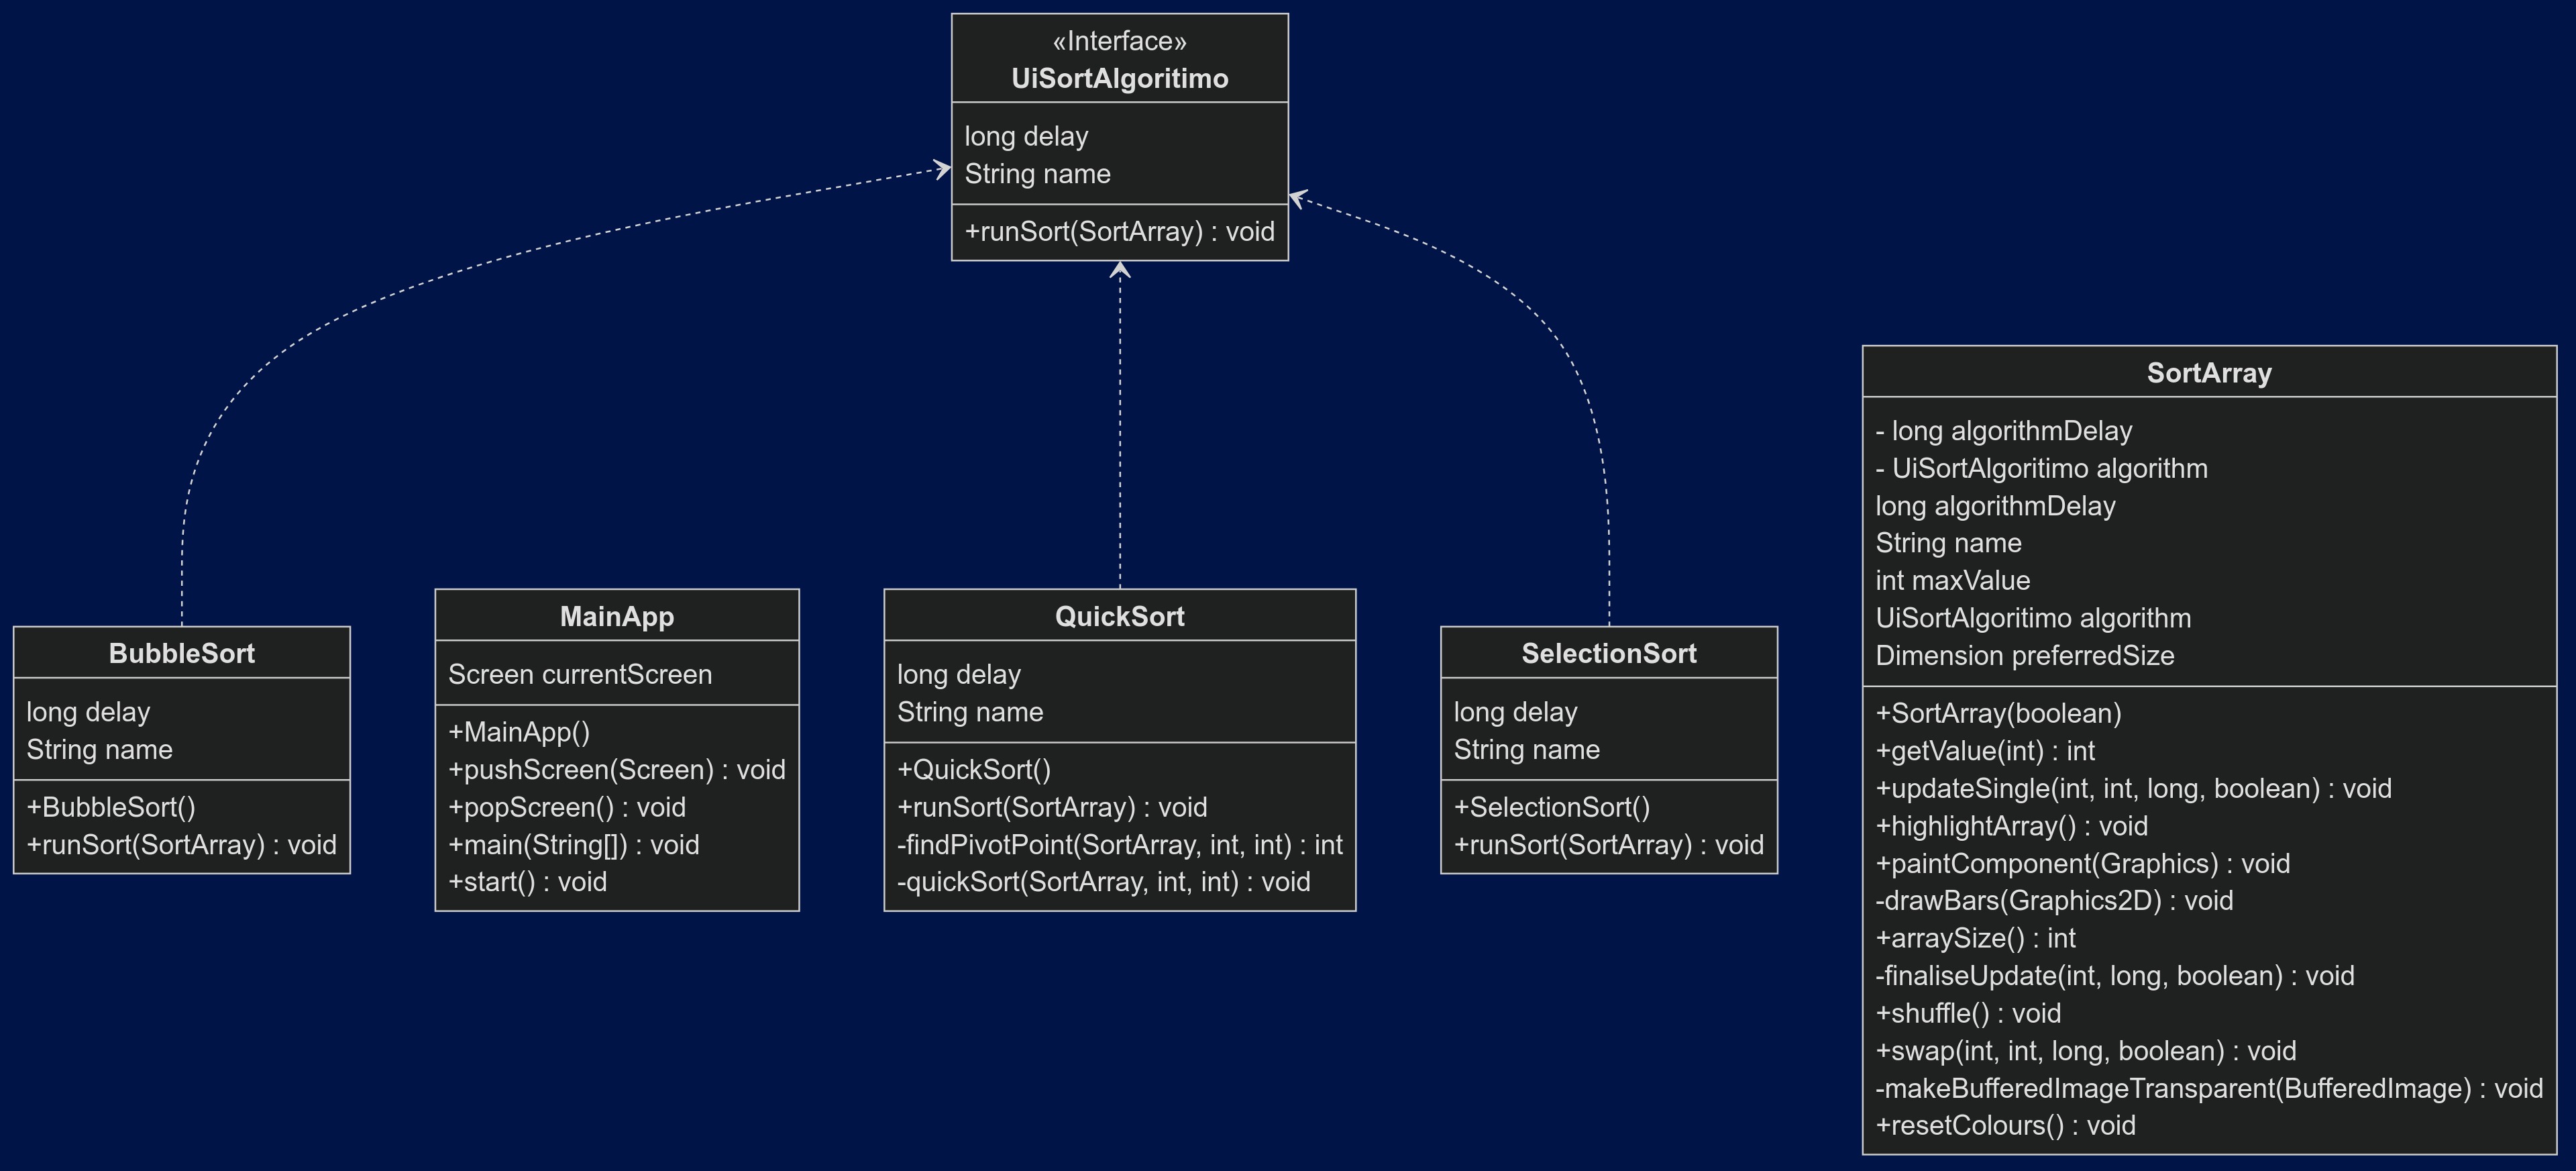 «Interface»
UiSortAlgoritimo
long delay
String name
+runSort(SortArray) : void
BubbleSort
long delay
String name
+BubbleSort()
+runSort(SortArray) : void
MainApp
Screen currentScreen
+MainApp()
+pushScreen(Screen) : void
+popScreen() : void
+main(String[]) : void
+start() : void
QuickSort
long delay
String name
+QuickSort()
+runSort(SortArray) : void
-findPivotPoint(SortArray, int, int) : int
-quickSort(SortArray, int, int) : void
SelectionSort
long delay
String name
+SelectionSort()
+runSort(SortArray) : void
SortArray
- long algorithmDelay
- UiSortAlgoritimo algorithm
long algorithmDelay
String name
int maxValue
UiSortAlgoritimo algorithm
Dimension preferredSize
+SortArray(boolean)
+getValue(int) : int
+updateSingle(int, int, long, boolean) : void
+highlightArray() : void
+paintComponent(Graphics) : void
-drawBars(Graphics2D) : void
+arraySize() : int
-finaliseUpdate(int, long, boolean) : void
+shuffle() : void
+swap(int, int, long, boolean) : void
-makeBufferedImageTransparent(BufferedImage) : void
+resetColours() : void